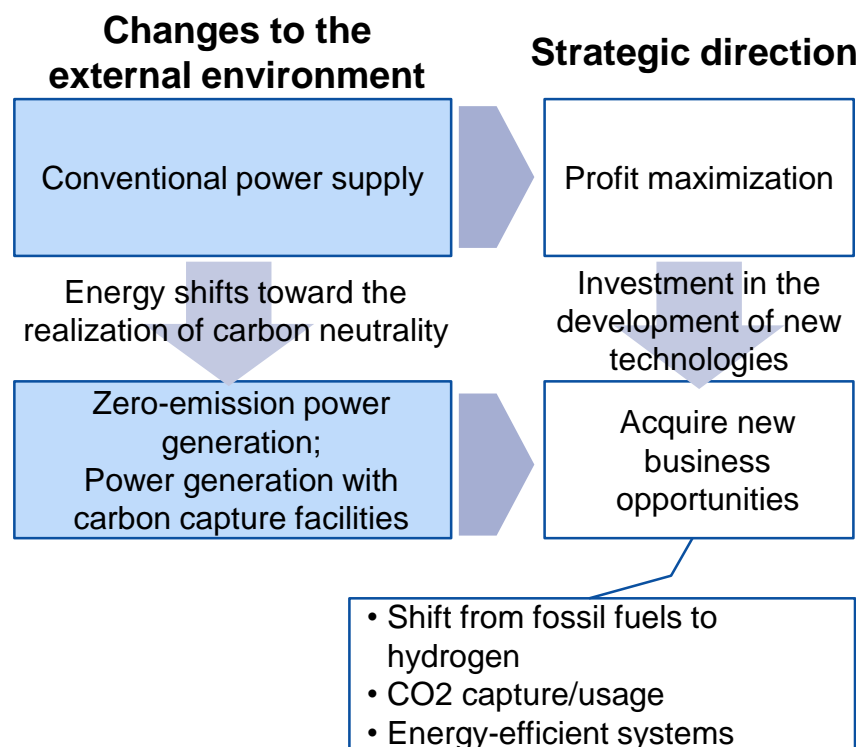 Changes to the
external environment
Strategic direction
Conventional power supply
Profit maximization
Energy shifts toward the
realization of carbon neutrality
Investment in the
development of new
technologies
Zero-emission power
generation;
Power generation with
carbon capture facilities
Acquire new
business
opportunities
• Shift from fossil fuels to
hydrogen
• CO2 capture/usage
• Energy-efficient systems